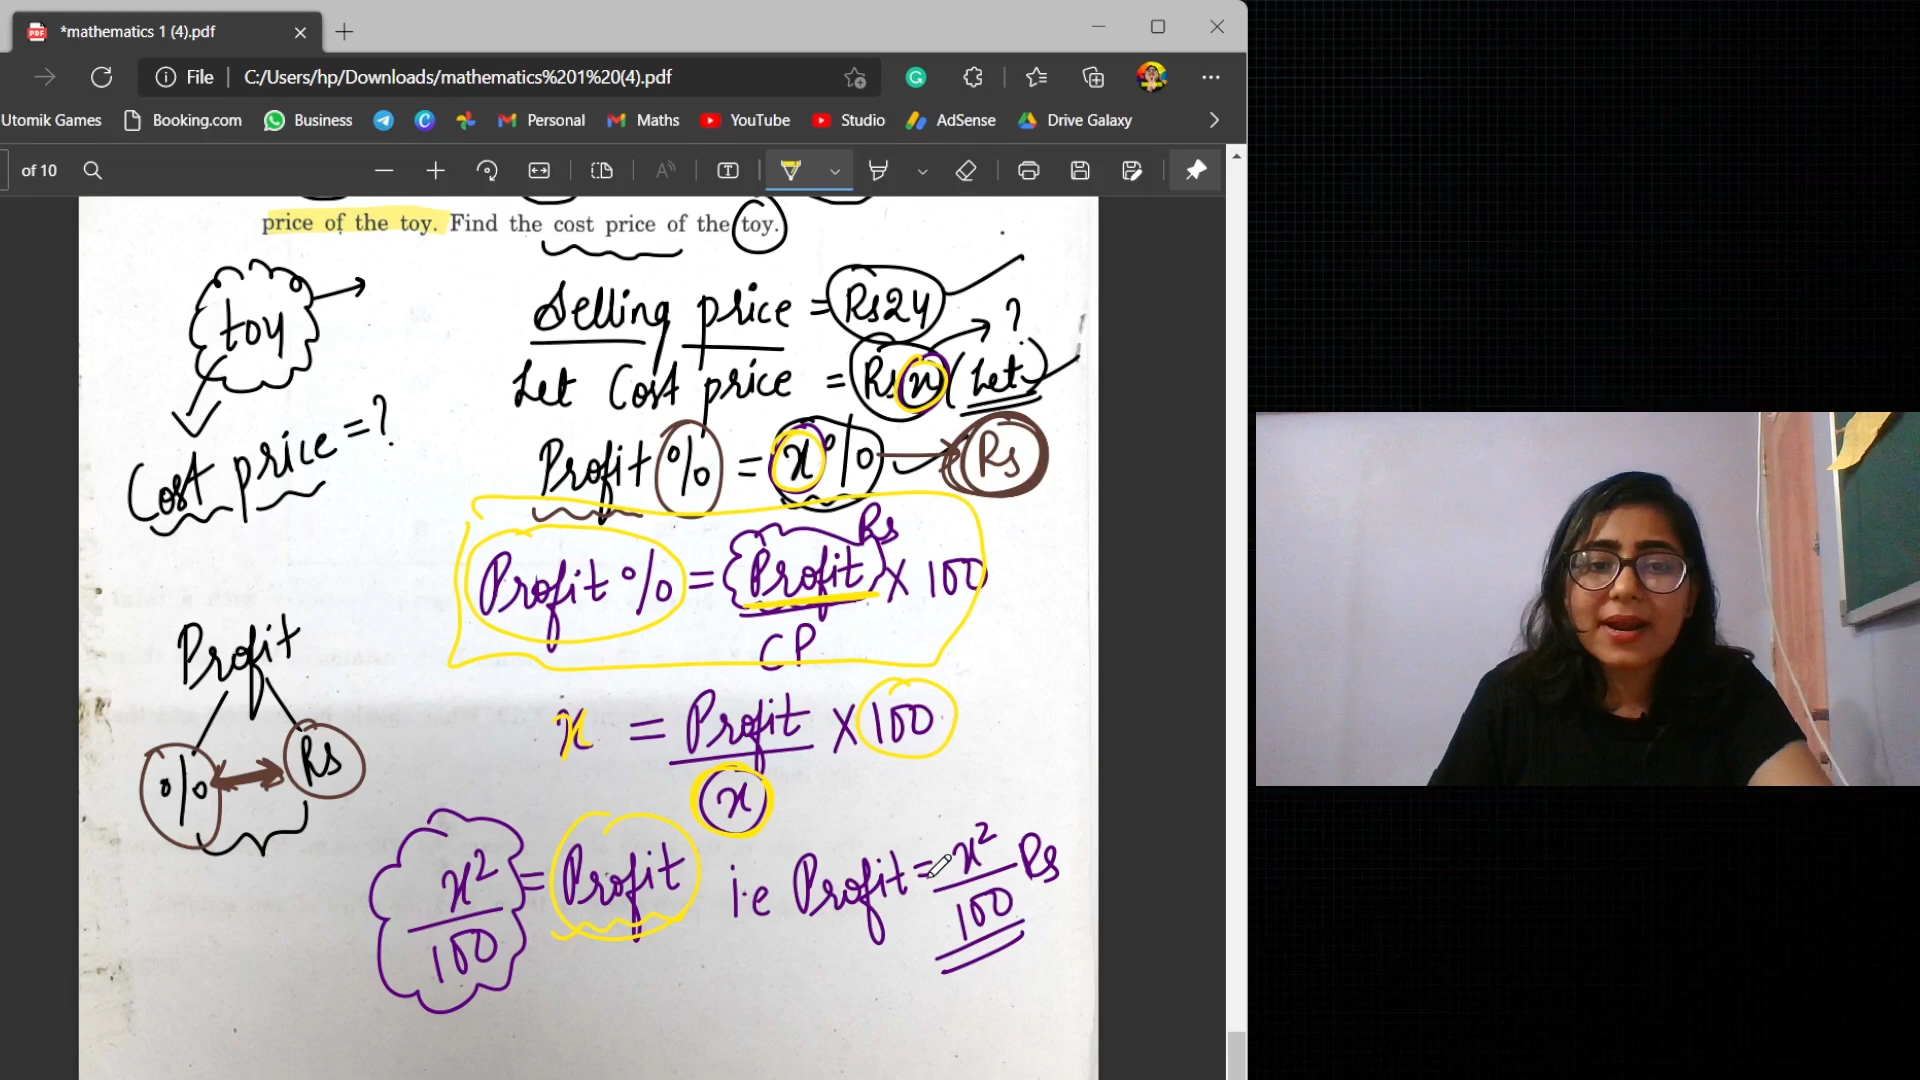 *mathematics 1 (4).pdf
File
C:/Users/hp/Downloads/mathematics%201%20(4).pdf
Utomik Games Booking.com Business Personal Maths YouTube Studio AdSense Drive Galaxy
of 10
price of the toy. Find the cost price of the toy.
toy
Selling price = Rs 24
?
Let Cost price = Rs x (Let)
Cost price = ?
Profit % = x % Rs
Profit % = Profit Rs × 100
CP
Profit
% Rs
x = Profit × 100
x
x²/100 = Profit i.e Profit = x²/100 Rs